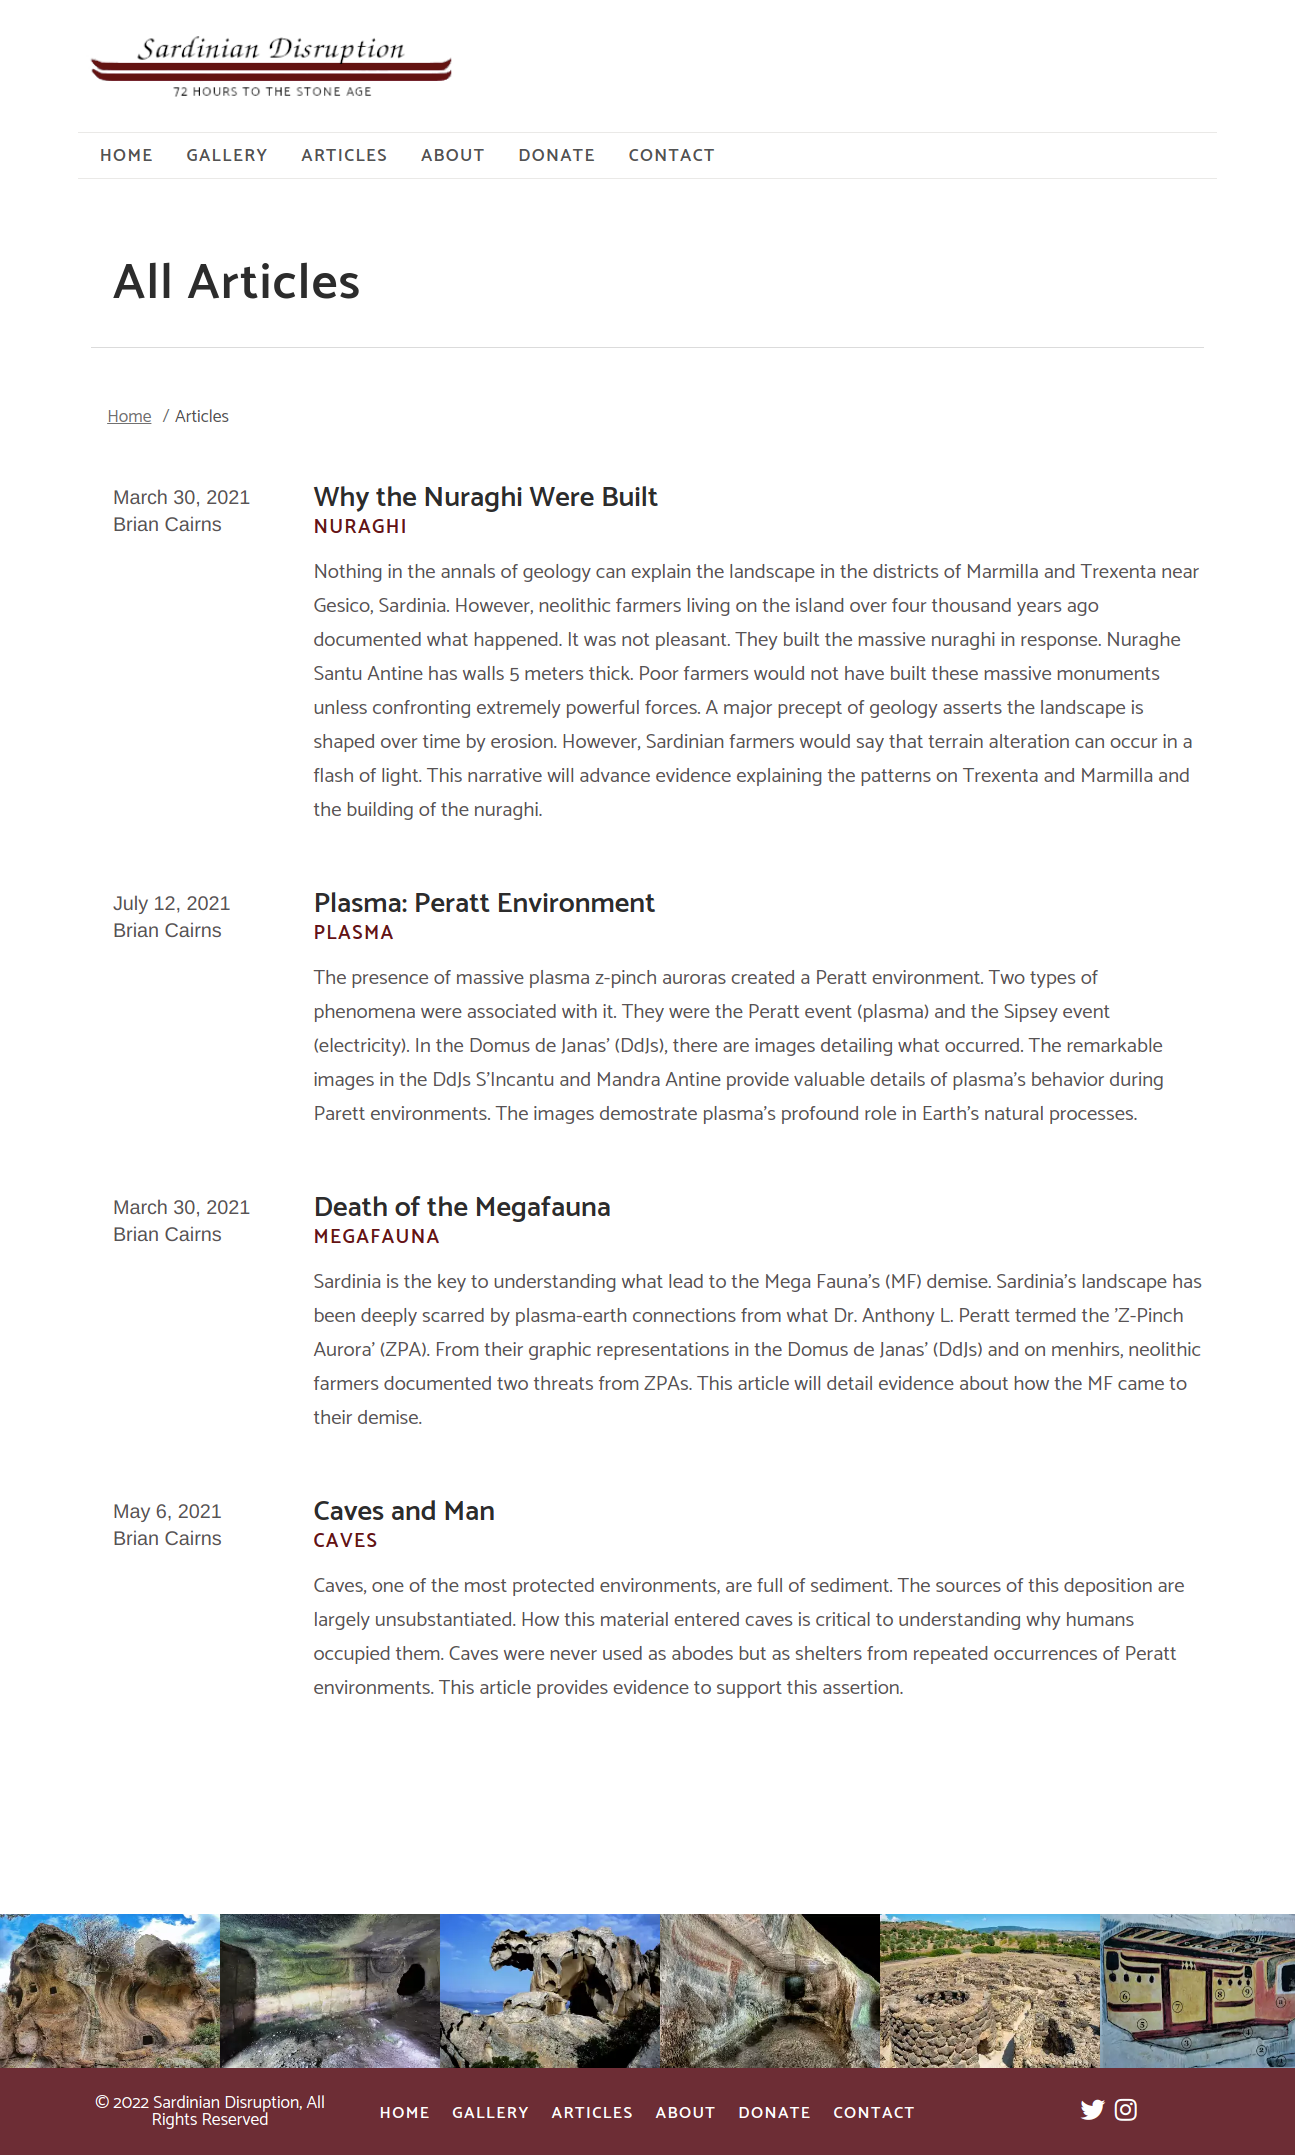 Sardinian Disruption
72 HOURS TO THE STONE AGE
HOME GALLERY ARTICLES ABOUT DONATE CONTACT
All Articles
Home / Articles
March 30, 2021
Brian Cairns
Why the Nuraghi Were Built
NURAGHI
Nothing in the annals of geology can explain the landscape in the districts of Marmilla and Trexenta near
Gesico, Sardinia. However, neolithic farmers living on the island over four thousand years ago
documented what happened. It was not pleasant. They built the massive nuraghi in response. Nuraghe
Santu Antine has walls 5 meters thick. Poor farmers would not have built these massive monuments
unless confronting extremely powerful forces. A major precept of geology asserts the landscape is
shaped over time by erosion. However, Sardinian farmers would say that terrain alteration can occur in a
flash of light. This narrative will advance evidence explaining the patterns on Trexenta and Marmilla and
the building of the nuraghi.
July 12, 2021
Brian Cairns
Plasma: Peratt Environment
PLASMA
The presence of massive plasma z-pinch auroras created a Peratt environment. Two types of
phenomena were associated with it. They were the Peratt event (plasma) and the Sipsey event
(electricity). In the Domus de Janas’ (DdJs), there are images detailing what occurred. The remarkable
images in the DdJs S’Incantu and Mandra Antine provide valuable details of plasma’s behavior during
Parett environments. The images demostrate plasma’s profound role in Earth’s natural processes.
March 30, 2021
Brian Cairns
Death of the Megafauna
MEGAFAUNA
Sardinia is the key to understanding what lead to the Mega Fauna’s (MF) demise. Sardinia’s landscape has
been deeply scarred by plasma-earth connections from what Dr. Anthony L. Peratt termed the ’Z-Pinch
Aurora’ (ZPA). From their graphic representations in the Domus de Janas’ (DdJs) and on menhirs, neolithic
farmers documented two threats from ZPAs. This article will detail evidence about how the MF came to
their demise.
May 6, 2021
Brian Cairns
Caves and Man
CAVES
Caves, one of the most protected environments, are full of sediment. The sources of this deposition are
largely unsubstantiated. How this material entered caves is critical to understanding why humans
occupied them. Caves were never used as abodes but as shelters from repeated occurrences of Peratt
environments. This article provides evidence to support this assertion.
© 2022 Sardinian Disruption, All
Rights Reserved
HOME GALLERY ARTICLES ABOUT DONATE CONTACT